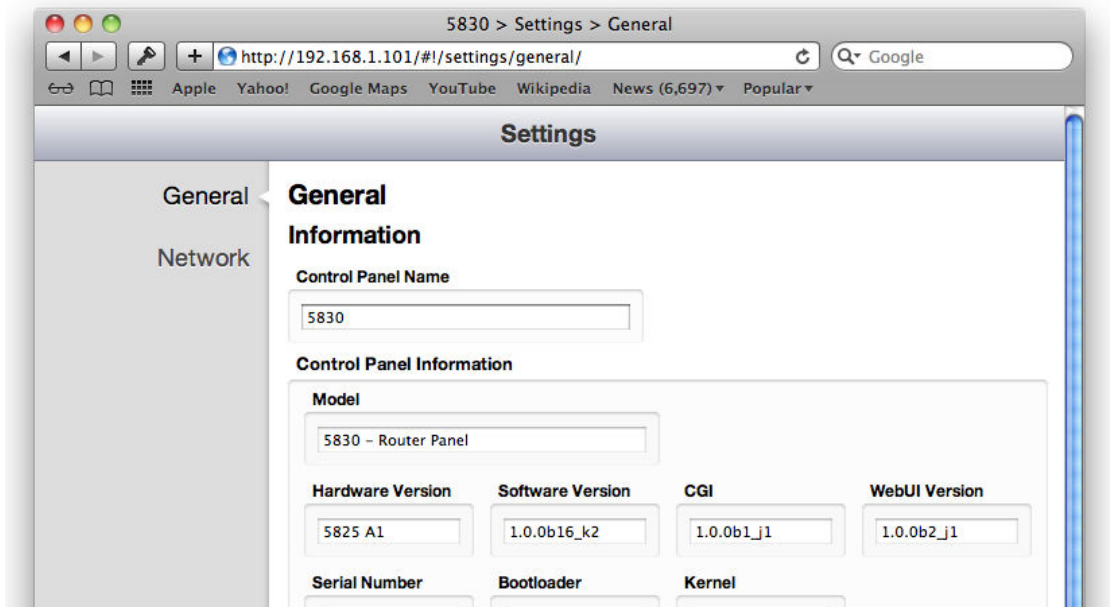 5830 > Settings > General
http://192.168.1.101/#!/settings/general/
Google
Apple Yahoo! Google Maps YouTube Wikipedia News (6,697) Popular
Settings
General
Network
General
Information
Control Panel Name
5830
Control Panel Information
Model
5830 – Router Panel
Hardware Version Software Version CGI WebUI Version
5825 A1 1.0.0b16_k2 1.0.0b1_j1 1.0.0b2_j1
Serial Number Bootloader Kernel